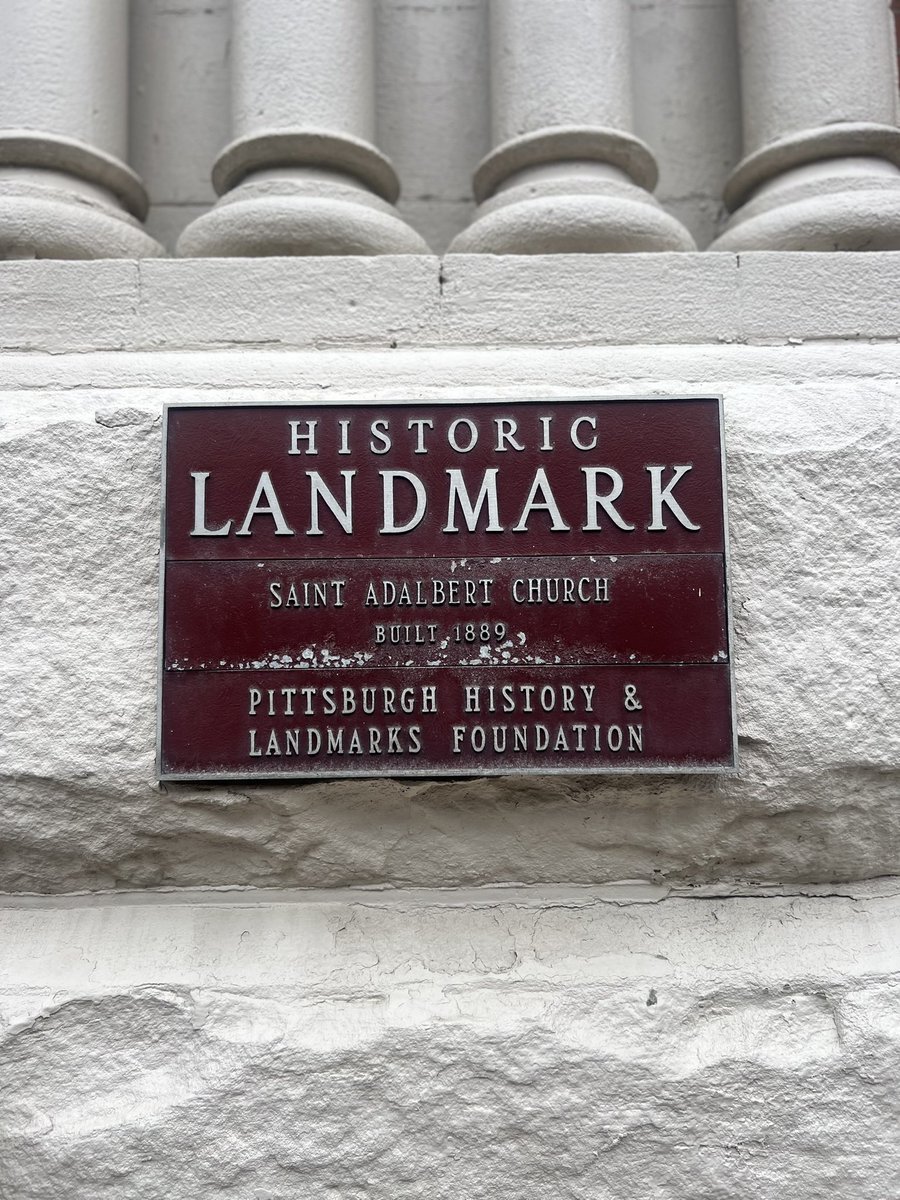 HISTORIC
LANDMARK
SAINT ADALBERT CHURCH
BUILT 1889
PITTSBURGH HISTORY &
LANDMARKS FOUNDATION